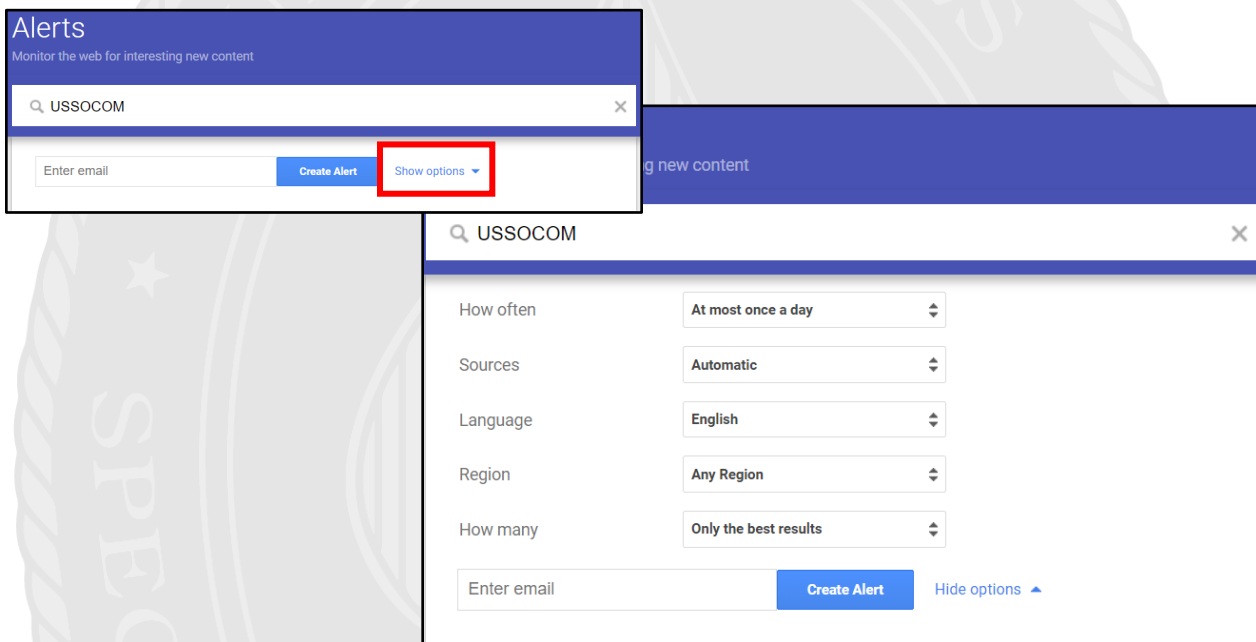 Alerts
Monitor the web for interesting new content
USSOCOM
Enter email
Create Alert
Show options
g new content
USSOCOM
How often
At most once a day
Sources
Automatic
Language
English
Region
Any Region
How many
Only the best results
Enter email
Create Alert
Hide options
SPEC